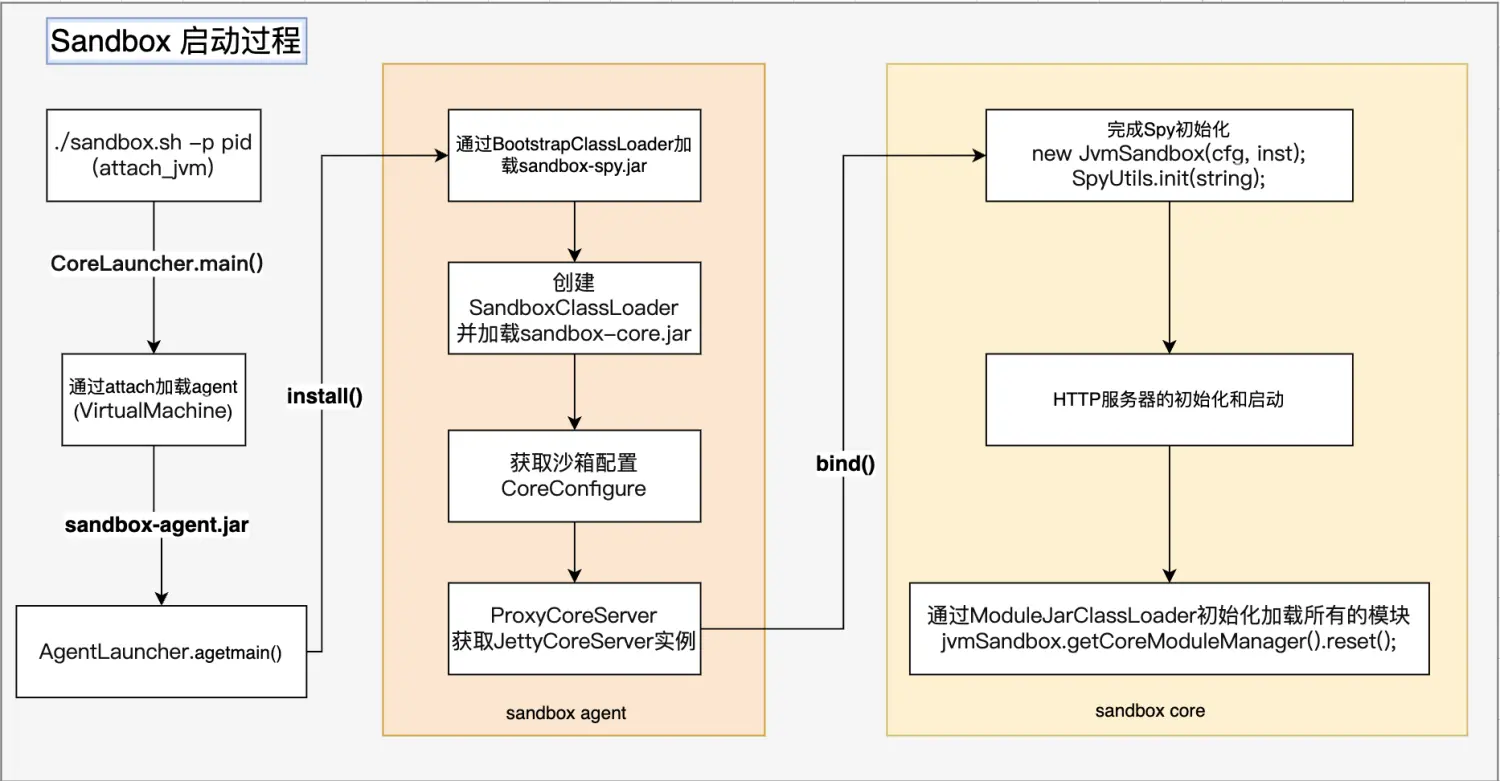 Sandbox 启动过程
./sandbox.sh -p pid
(attach_jvm)
CoreLauncher.main()
通过attach加载agent
(VirtualMachine)
sandbox-agent.jar
AgentLauncher.agetmain()
install()
通过BootstrapClassLoader加
载sandbox-spy.jar
创建
SandboxClassLoader
并加载sandbox-core.jar
获取沙箱配置
CoreConfigure
ProxyCoreServer
获取JettyCoreServer实例
sandbox agent
bind()
完成Spy初始化
new JvmSandbox(cfg, inst);
SpyUtils.init(string);
HTTP服务器的初始化和启动
通过ModuleJarClassLoader初始化加载所有的模块
jvmSandbox.getCoreModuleManager().reset();
sandbox core